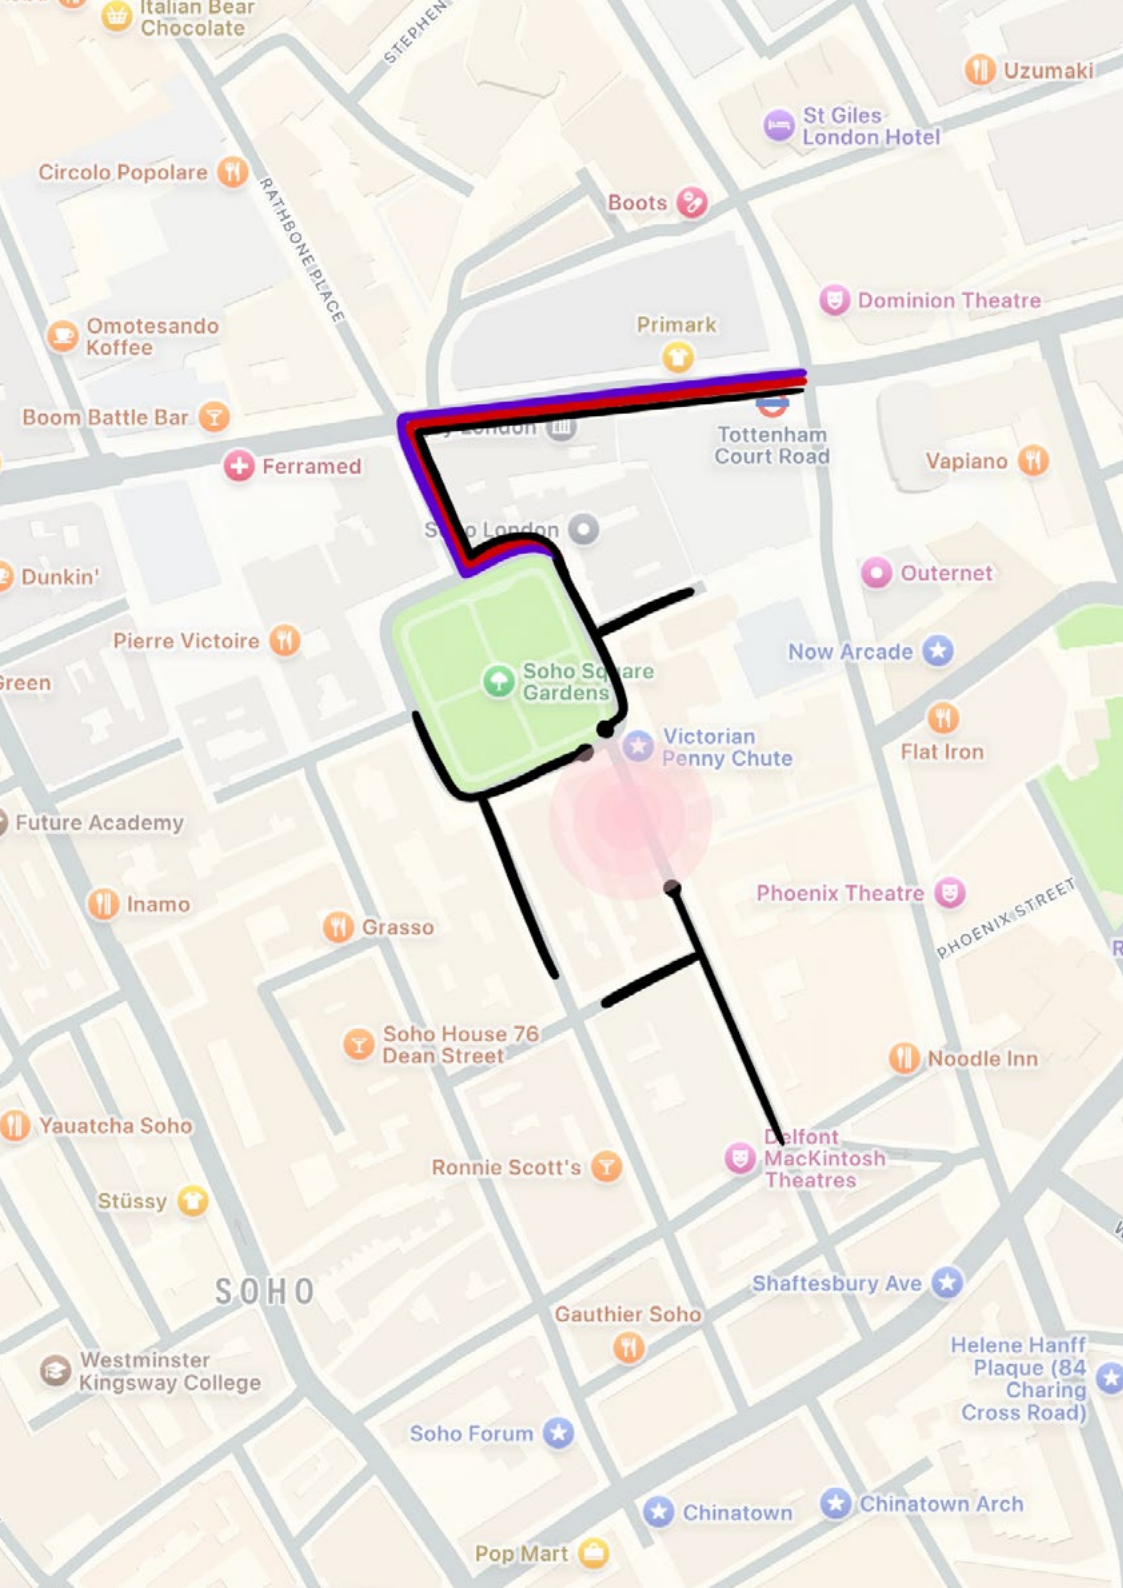 Italian Bear
Chocolate
STEPHEN
Uzumaki
St Giles
London Hotel
Circolo Popolare
Boots
RATHBONE PLACE
Dominion Theatre
Omotesando
Koffee
Primark
Boom Battle Bar
London
Tottenham
Court Road
Ferramed
Vapiano
London
Dunkin'
Outernet
Pierre Victoire
Now Arcade
Green
Soho Square
Gardens
Flat Iron
Victorian
Penny Chute
Future Academy
Phoenix Theatre
PHOENIX STREET
Inamo
Grasso
R
Soho House 76
Dean Street
Noodle Inn
Yauatcha Soho
Delfont
MacKintosh
Theatres
Ronnie Scott's
Stüssy
W
SOHO
Shaftesbury Ave
Gauthier Soho
Helene Hanff
Plaque (84
Charing
Cross Road)
Westminster
Kingsway College
Soho Forum
Chinatown
Chinatown Arch
Pop Mart